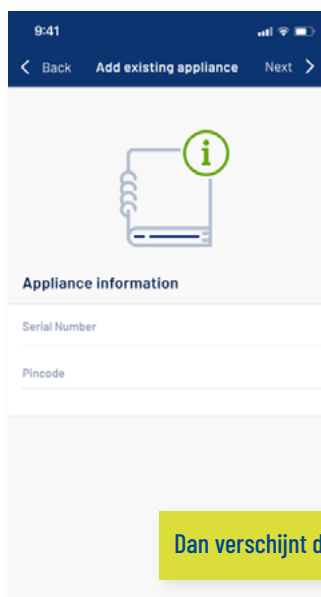 9:41
Back Add existing appliance Next
i
Appliance information
Serial Number
Pincode
Dan verschijnt d